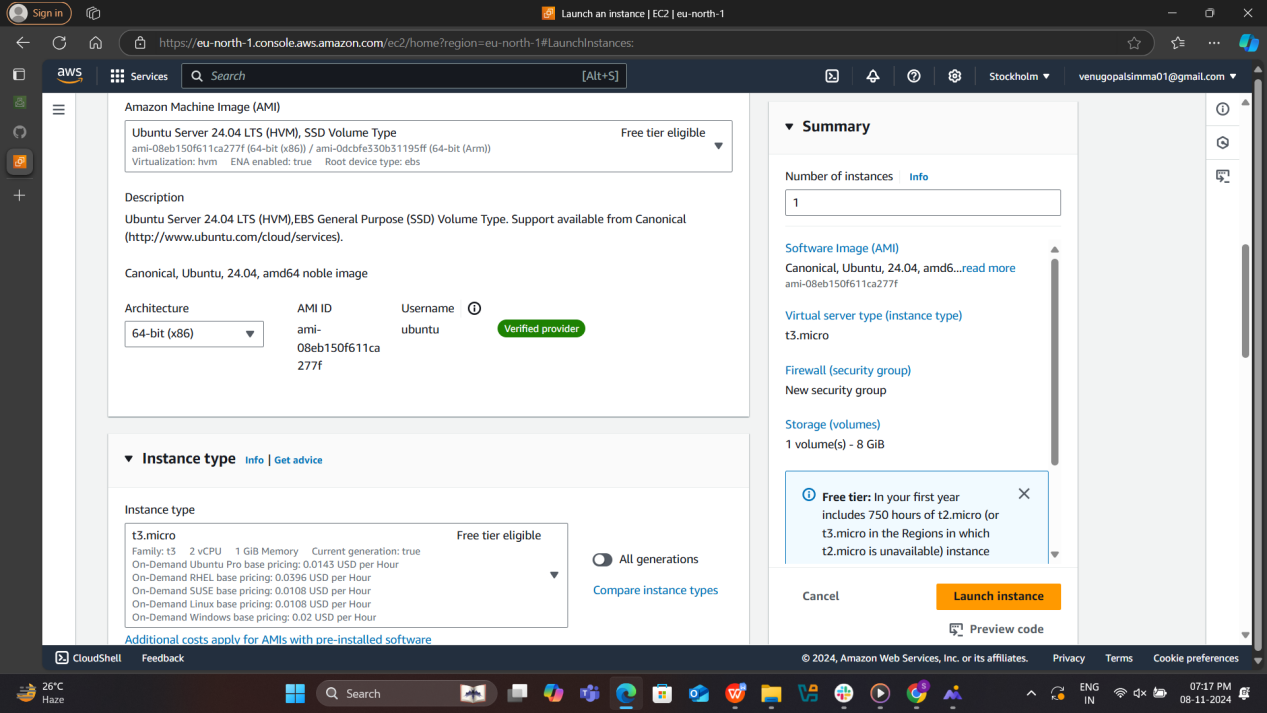 Sign in
Launch an instance | EC2 | eu-north-1
https://eu-north-1.console.aws.amazon.com/ec2/home?region=eu-north-1#LaunchInstances:
aws
Services
Search
[Alt+S]
Stockholm
venugopalsimma01@gmail.com
Amazon Machine Image (AMI)
Ubuntu Server 24.04 LTS (HVM), SSD Volume Type
Free tier eligible
ami-08eb150f611ca277f (64-bit (x86)) / ami-0dcbfe330b31195ff (64-bit (Arm))
Virtualization: hvm ENA enabled: true Root device type: ebs
Description
Ubuntu Server 24.04 LTS (HVM),EBS General Purpose (SSD) Volume Type. Support available from Canonical
(http://www.ubuntu.com/cloud/services).
Canonical, Ubuntu, 24.04, amd64 noble image
Architecture
64-bit (x86)
AMI ID
ami-
08eb150f611ca
277f
Username
ubuntu
Verified provider
Instance type Info | Get advice
Instance type
t3.micro
Free tier eligible
Family: t3 2 vCPU 1 GiB Memory Current generation: true
On-Demand Ubuntu Pro base pricing: 0.0143 USD per Hour
On-Demand RHEL base pricing: 0.0396 USD per Hour
On-Demand SUSE base pricing: 0.0108 USD per Hour
On-Demand Linux base pricing: 0.0108 USD per Hour
On-Demand Windows base pricing: 0.02 USD per Hour
All generations
Compare instance types
Additional costs apply for AMIs with pre-installed software
Summary
Number of instances Info
1
Software Image (AMI)
Canonical, Ubuntu, 24.04, amd6...read more
ami-08eb150f611ca277f
Virtual server type (instance type)
t3.micro
Firewall (security group)
New security group
Storage (volumes)
1 volume(s) - 8 GiB
Free tier: In your first year
includes 750 hours of t2.micro (or
t3.micro in the Regions in which
t2.micro is unavailable) instance
Cancel
Launch instance
Preview code
CloudShell
Feedback
© 2024, Amazon Web Services, Inc. or its affiliates.
Privacy
Terms
Cookie preferences
26°C
Haze
Search
ENG
IN
07:17 PM
08-11-2024